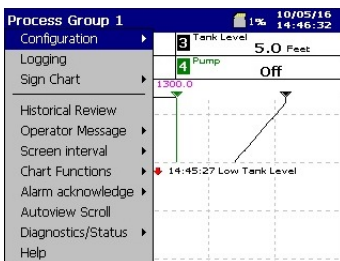 Process Group 1
1%
10/05/16
14:46:32
Configuration
Logging
Sign Chart
Historical Review
Operator Message
Screen interval
Chart Functions
Alarm acknowledge
Autoview Scroll
Diagnostics/Status
Help
3 Tank Level
5.0 Feet
4 Pump
Off
1300.0
14:45:27 Low Tank Level